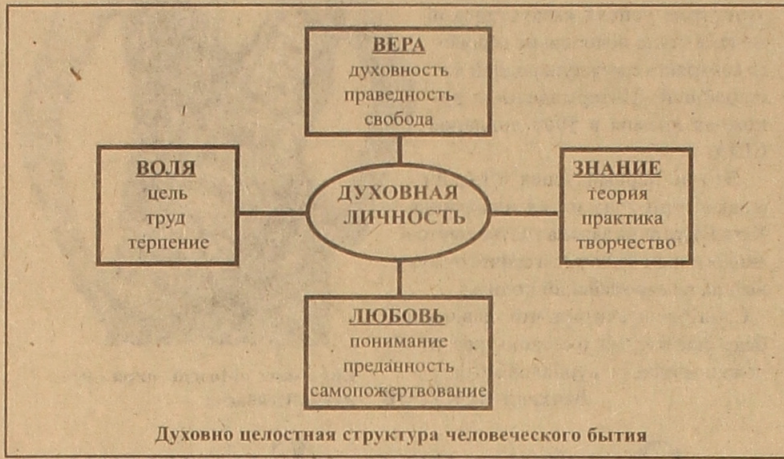 ВЕРА
духовность
праведность
свобода
ВОЛЯ
цель
труд
терпение
ДУХОВНАЯ
ЛИЧНОСТЬ
ЗНАНИЕ
теория
практика
творчество
ЛЮБОВЬ
понимание
преданность
самопожертвование
Духовно целостная структура человеческого бытия